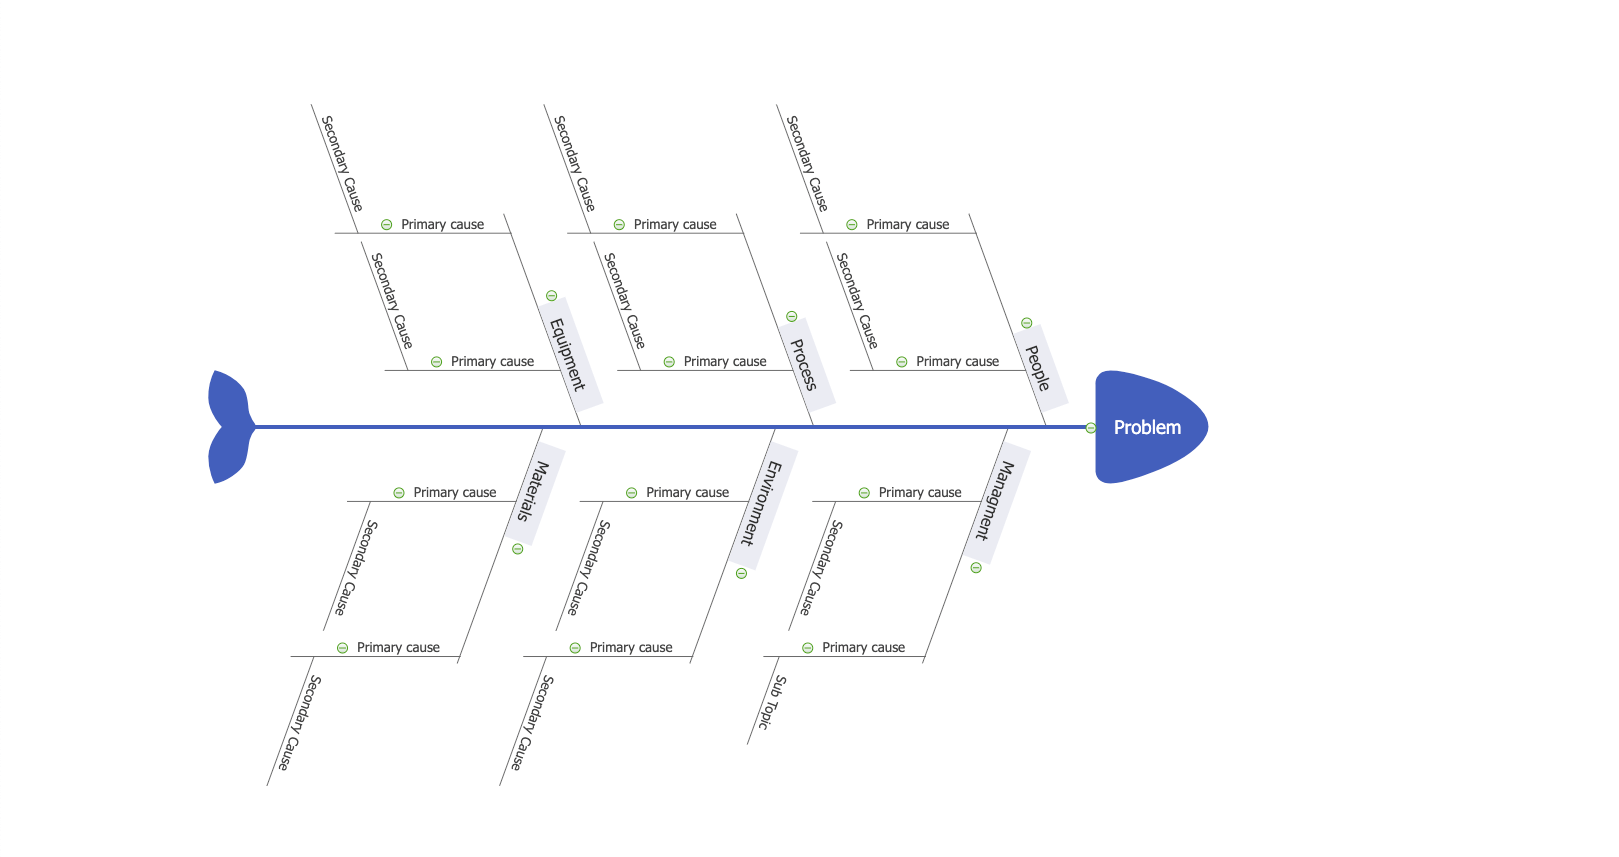 Secondary Cause
Secondary Cause
Secondary Cause
Primary cause
Primary cause
Primary cause
Secondary Cause
Secondary Cause
Secondary Cause
Equipment
Process
People
Primary cause
Primary cause
Primary cause
Problem
Materials
Environment
Managment
Primary cause
Primary cause
Primary cause
Secondary Cause
Secondary Cause
Secondary Cause
Primary cause
Primary cause
Primary cause
Secondary Cause
Secondary Cause
Sub Topic